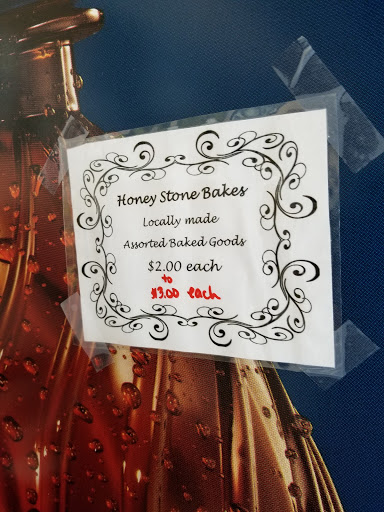 Honey Stone Bakes
Locally made
Assorted Baked Goods
$2.00 each
to
$3.00 each